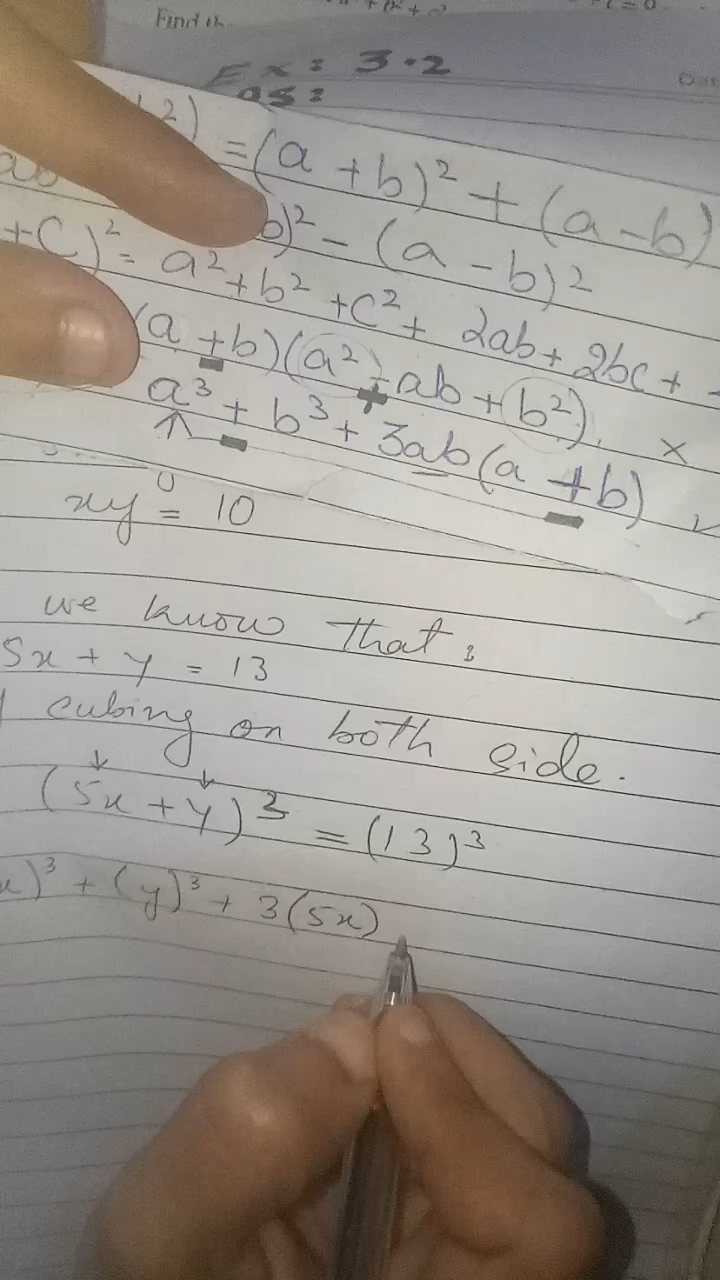 Find th
Ex: 3.2
Q5:
2) = (a + b)² + (a - b)
b)² - (a - b)²
+C)² = a² + b² + c² + 2ab + 2bc +
(a + b)(a² - ab + b²). ×
a³ + b³ + 3ab(a + b)
xy = 10
we know that:
5x + y = 13
cubing on both side.
(5x + y)³ = (13)³
x)³ + (y)³ + 3(5x)